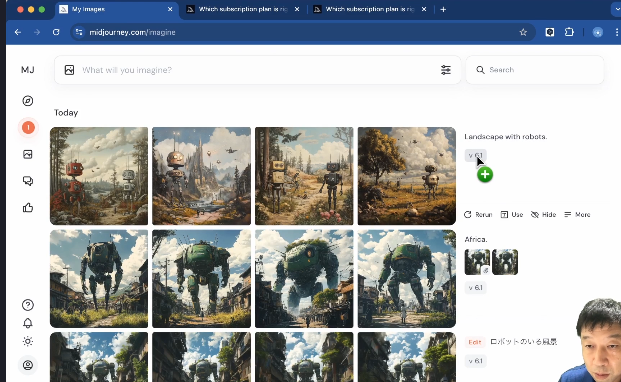 My Images
Which subscription plan is rig
Which subscription plan is rig
midjourney.com/imagine
MJ
What will you imagine?
Search
1
Today
Landscape with robots.
v 6.1
Rerun
Use
Hide
More
Africa.
v 6.1
Edit ロボットのいる風景
v 6.1